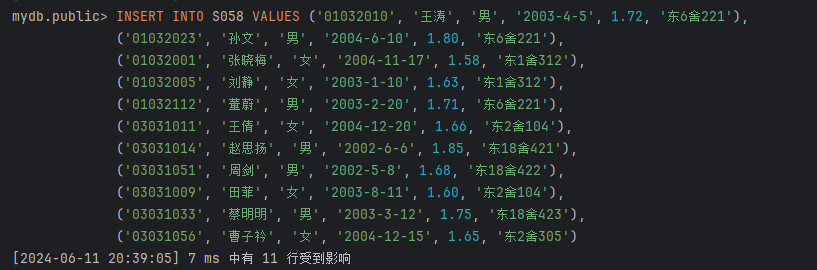 mydb.public> INSERT INTO S058 VALUES ('01032010', '王涛', '男', '2003-4-5', 1.72, '东6舍221'),
('01032023', '孙文', '男', '2004-6-10', 1.80, '东6舍221'),
('01032001', '张晓梅', '女', '2004-11-17', 1.58, '东1舍312'),
('01032005', '刘静', '女', '2003-1-10', 1.63, '东1舍312'),
('01032112', '董蔚', '男', '2003-2-20', 1.71, '东6舍221'),
('03031011', '王倩', '女', '2004-12-20', 1.66, '东2舍104'),
('03031014', '赵思扬', '男', '2002-6-6', 1.85, '东18舍421'),
('03031051', '周剑', '男', '2002-5-8', 1.68, '东18舍422'),
('03031009', '田菲', '女', '2003-8-11', 1.60, '东2舍104'),
('03031033', '蔡明明', '男', '2003-3-12', 1.75, '东18舍423'),
('03031056', '曹子衿', '女', '2004-12-15', 1.65, '东2舍305')
[2024-06-11 20:39:05] 7 ms 中有 11 行受到影响